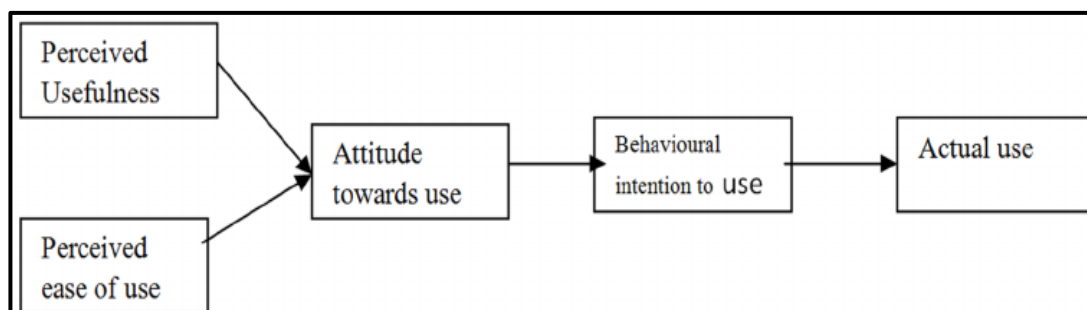 Perceived
Usefulness
Attitude
towards use
Behavioural
intention to use
Actual use
Perceived
ease of use